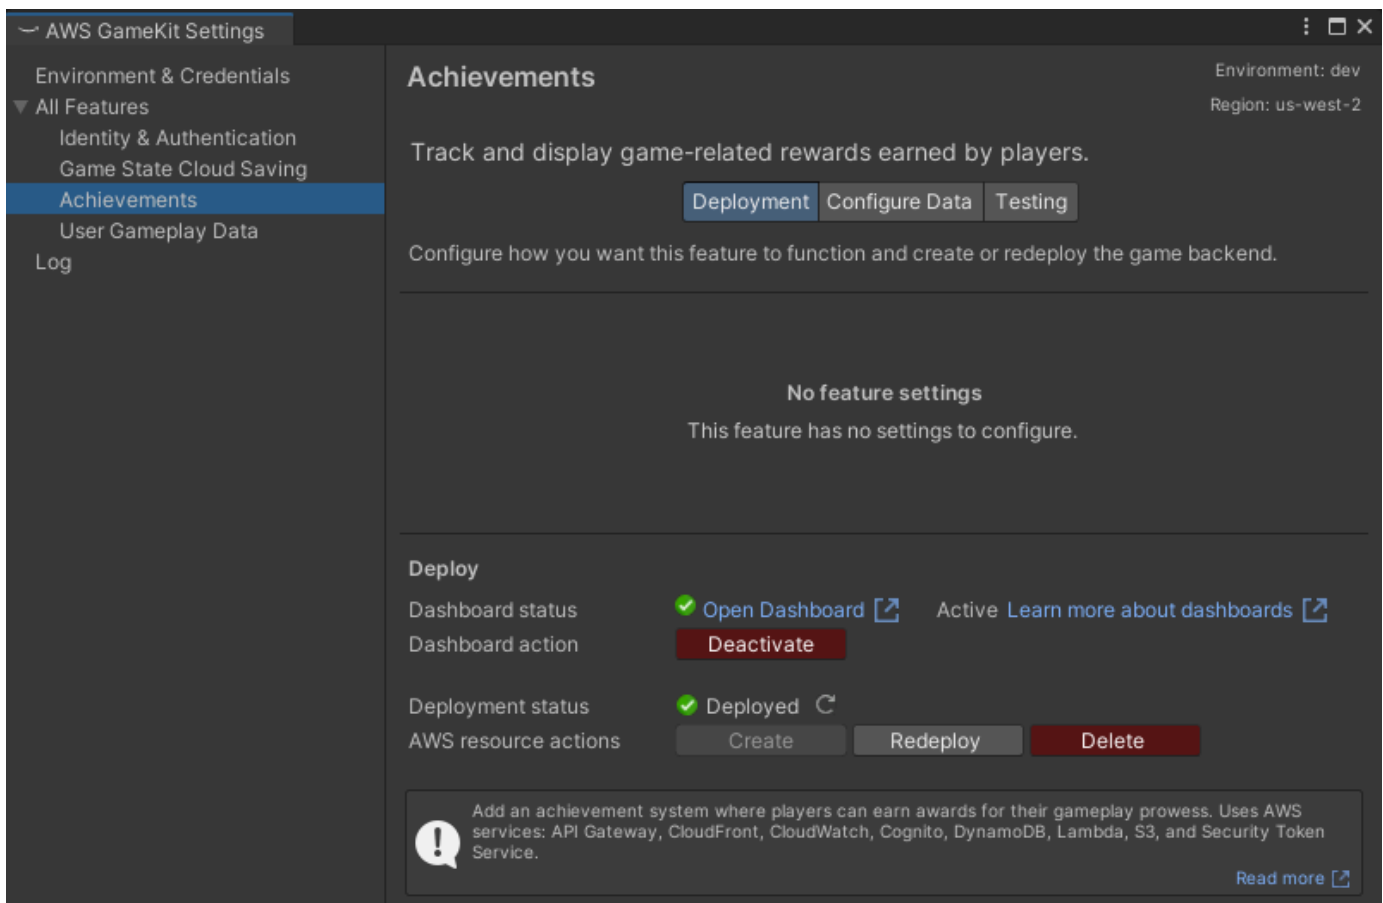 AWS GameKit Settings
Environment & Credentials
All Features
Identity & Authentication
Game State Cloud Saving
Achievements
User Gameplay Data
Log
Achievements
Environment: dev
Region: us-west-2
Track and display game-related rewards earned by players.
Deployment Configure Data Testing
Configure how you want this feature to function and create or redeploy the game backend.
No feature settings
This feature has no settings to configure.
Deploy
Dashboard status Open Dashboard Active Learn more about dashboards
Dashboard action Deactivate
Deployment status Deployed
AWS resource actions Create Redeploy Delete
Add an achievement system where players can earn awards for their gameplay prowess. Uses AWS
services: API Gateway, CloudFront, CloudWatch, Cognito, DynamoDB, Lambda, S3, and Security Token
Service.
Read more